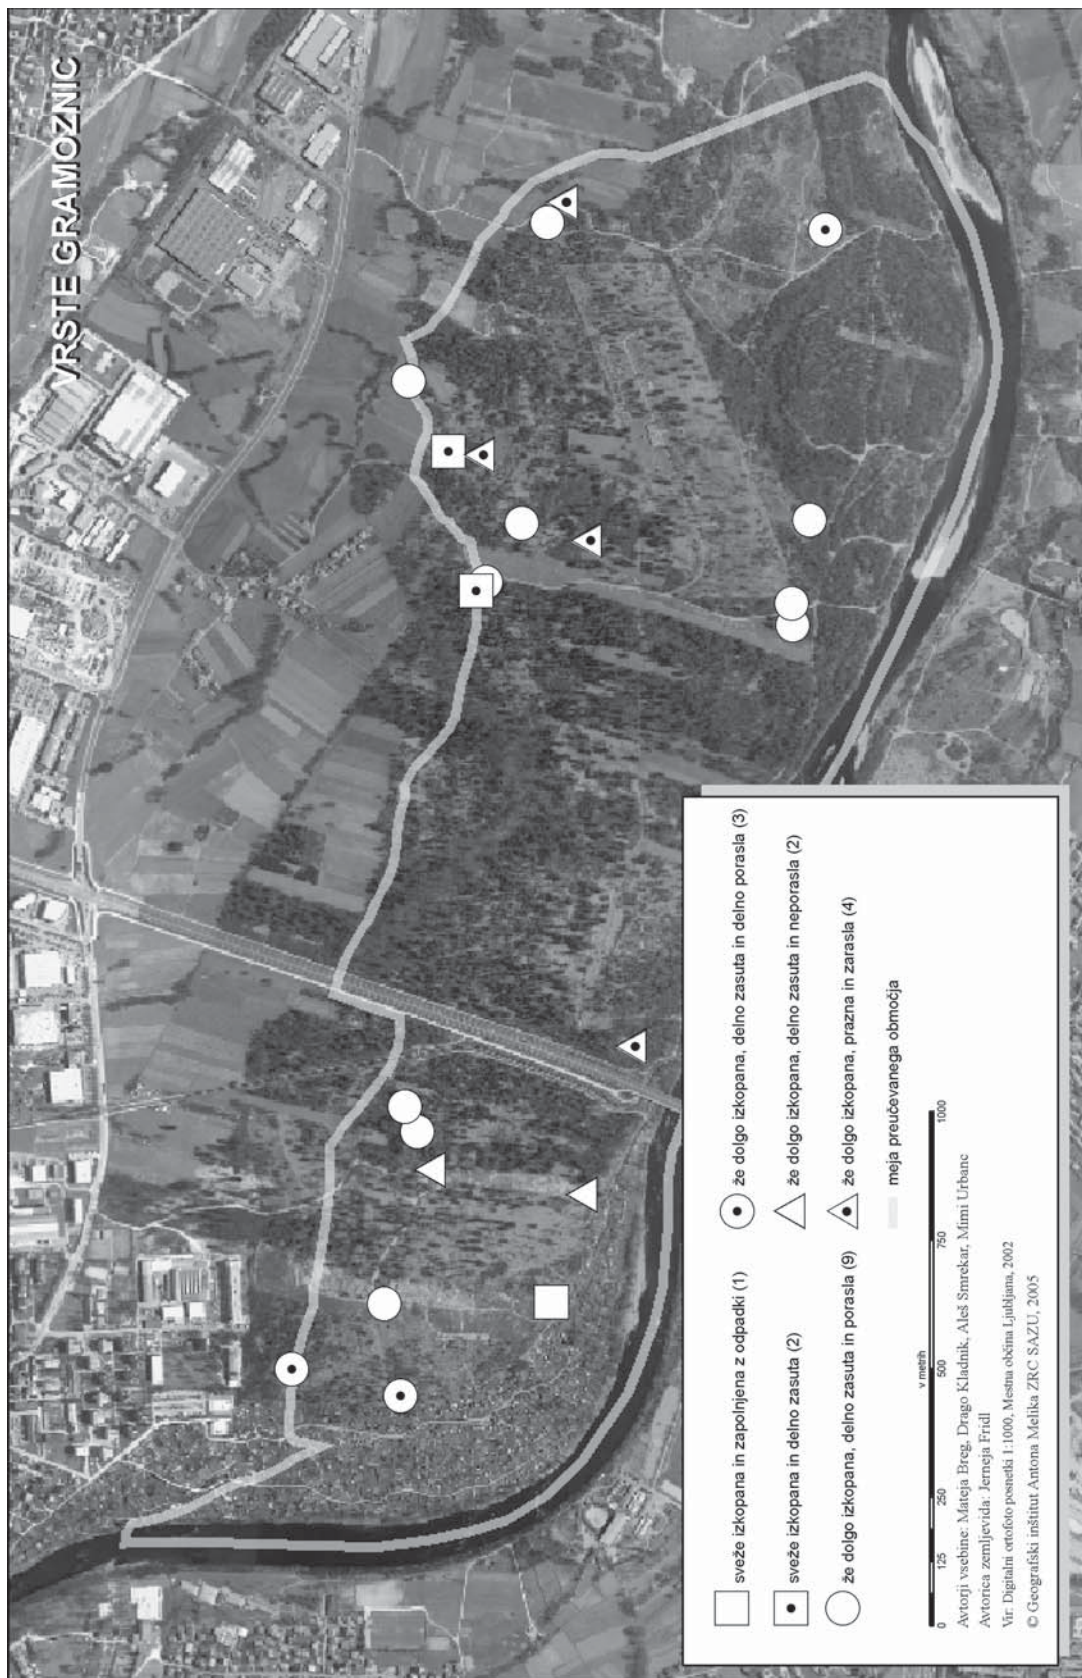 VRSTE GRAMOZNIC
sveže izkopana in zapolnjena z odpadki (1)
sveže izkopana in delno zasuta (2)
že dolgo izkopana, delno zasuta in porasla (9)
že dolgo izkopana, delno zasuta in delno porasla (3)
že dolgo izkopana, delno zasuta in neporasla (2)
že dolgo izkopana, prazna in zarasla (4)
meja preučevanega območja
v metrih
0 125 250 500 750 1000
Avtorji vsebine: Mateja Breg, Drago Kladnik, Aleš Smrekar, Mimi Urbanc
Avtorica zemljevida: Jerneja Fridl
Vir: Digitalni ortofoto posnetki 1:1000, Mestna občina Ljubljana, 2002
© Geografski inštitut Antona Melika ZRC SAZU, 2005